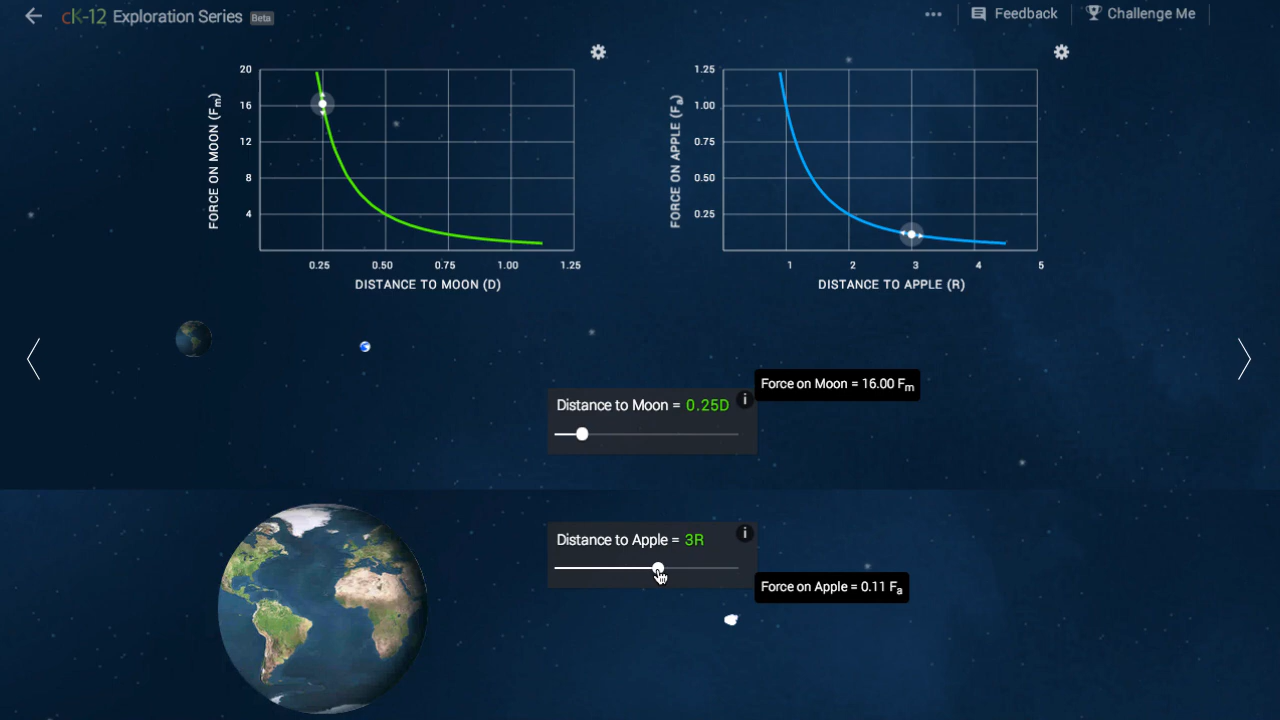 cK-12 Exploration Series Beta
Feedback
Challenge Me
FORCE ON MOON (Fm)
20
16
12
8
4
0.25 0.50 0.75 1.00 1.25
DISTANCE TO MOON (D)
FORCE ON APPLE (Fa)
1.25
1.00
0.75
0.50
0.25
1 2 3 4 5
DISTANCE TO APPLE (R)
Force on Moon = 16.00 Fm
Distance to Moon = 0.25D
i
Distance to Apple = 3R
i
Force on Apple = 0.11 Fa